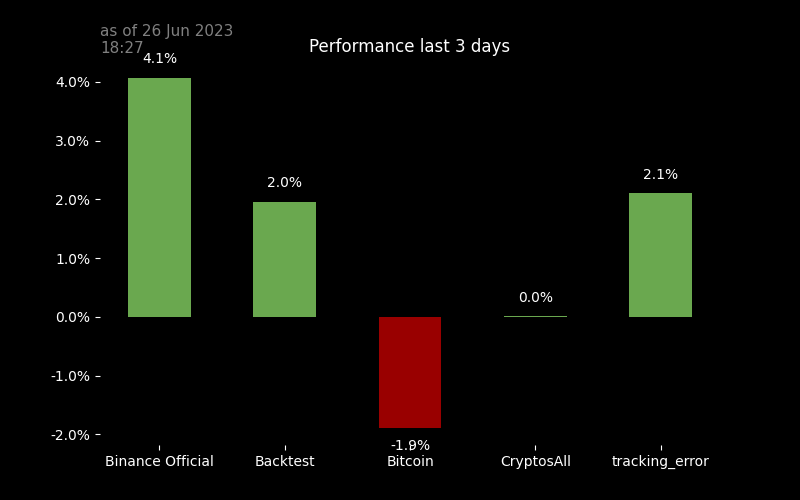 as of 26 Jun 2023
18:27
Performance last 3 days
4.1%
2.0%
-1.9%
0.0%
2.1%
4.0%
3.0%
2.0%
1.0%
0.0%
-1.0%
-2.0%
Binance Official
Backtest
Bitcoin
CryptosAll
tracking_error